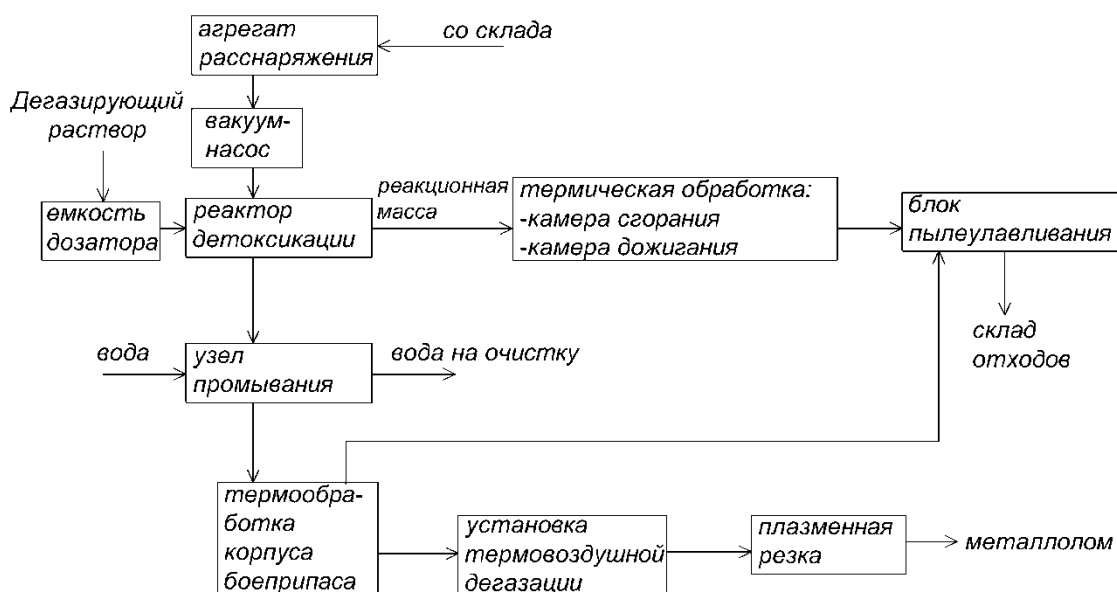 агрегат
расснаряжения
со склада
Дегазирующий
раствор
вакуум-
насос
емкость
дозатора
реактор
детоксикации
реакционная
масса
термическая обработка:
-камера сгорания
-камера дожигания
блок
пылеулавливания
склад
отходов
вода
узел
промывания
вода на очистку
термообра-
ботка
корпуса
боеприпаса
установка
термовоздушной
дегазации
плазменная
резка
металлолом